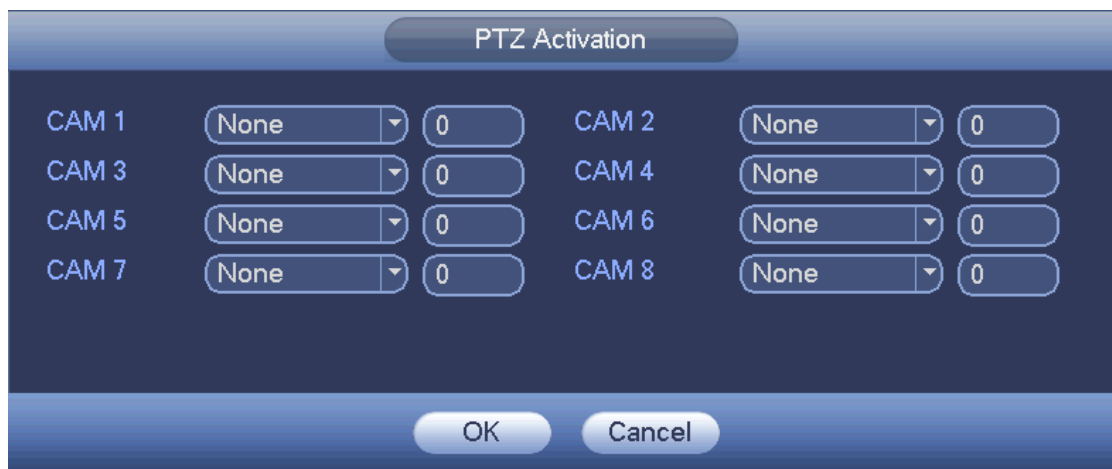 PTZ Activation
CAM 1 None 0 CAM 2 None 0
CAM 3 None 0 CAM 4 None 0
CAM 5 None 0 CAM 6 None 0
CAM 7 None 0 CAM 8 None 0
OK Cancel